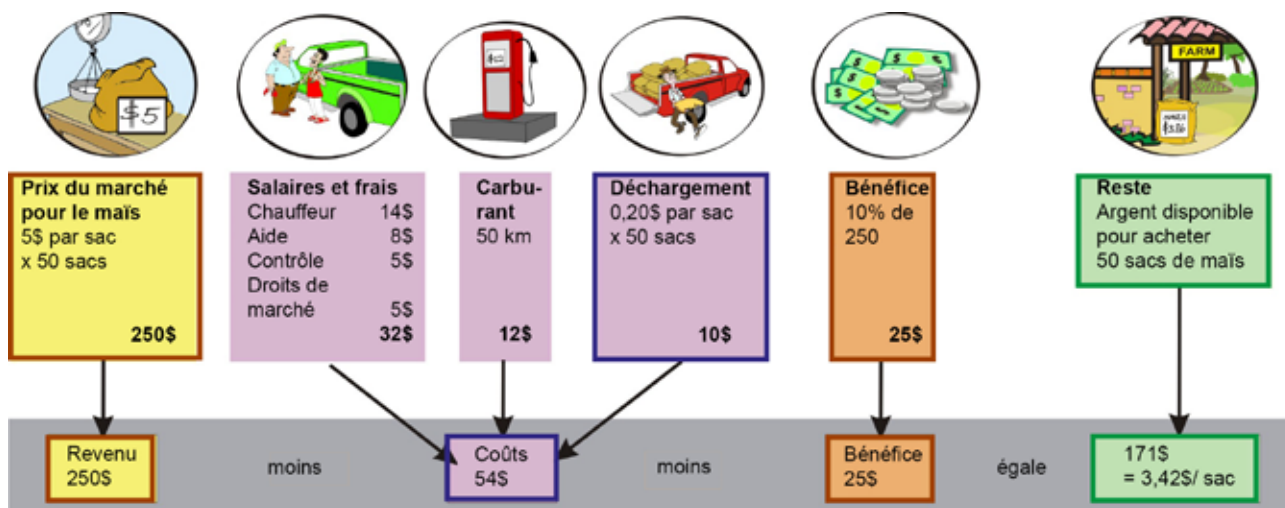 $5
FARM
Prix du marché
pour le maïs
5$ par sac
x 50 sacs
250$
Salaires et frais
Chauffeur 14$
Aide 8$
Contrôle 5$
Droits de
marché 5$
32$
Carbu-
rant
50 km
12$
Déchargement
0,20$ par sac
x 50 sacs
10$
Bénéfice
10% de
250
25$
Reste
Argent disponible
pour acheter
50 sacs de maïs
Revenu
250$
moins
Coûts
54$
moins
Bénéfice
25$
égale
171$
= 3,42$/ sac